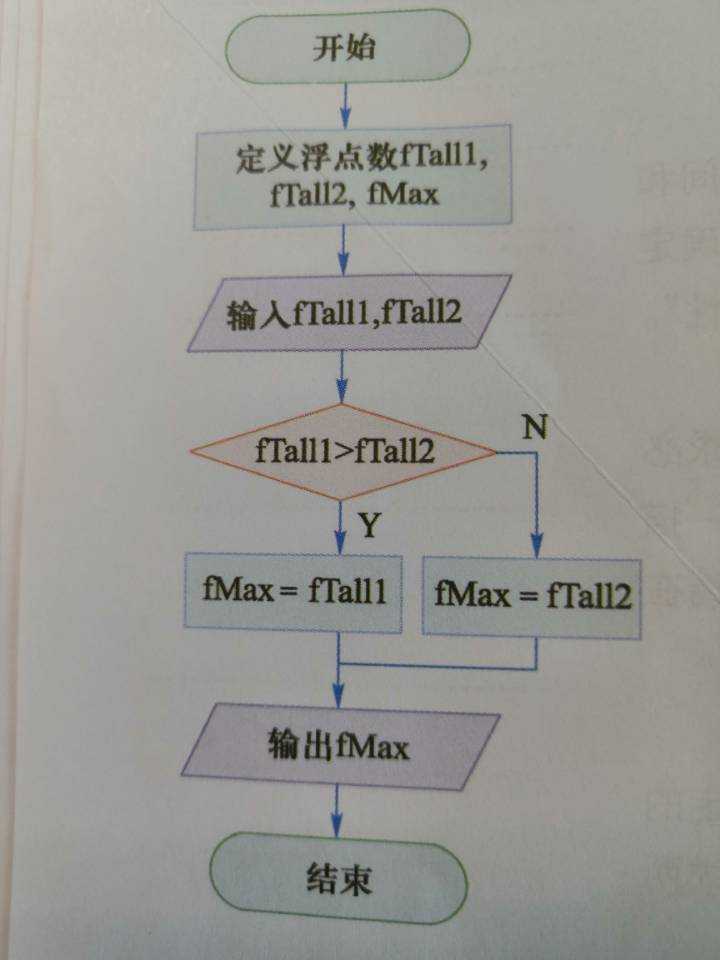 开始
定义浮点数fTall1,
fTall2, fMax
输入fTall1,fTall2
fTall1>fTall2
N
Y
fMax = fTall1
fMax = fTall2
输出fMax
结束